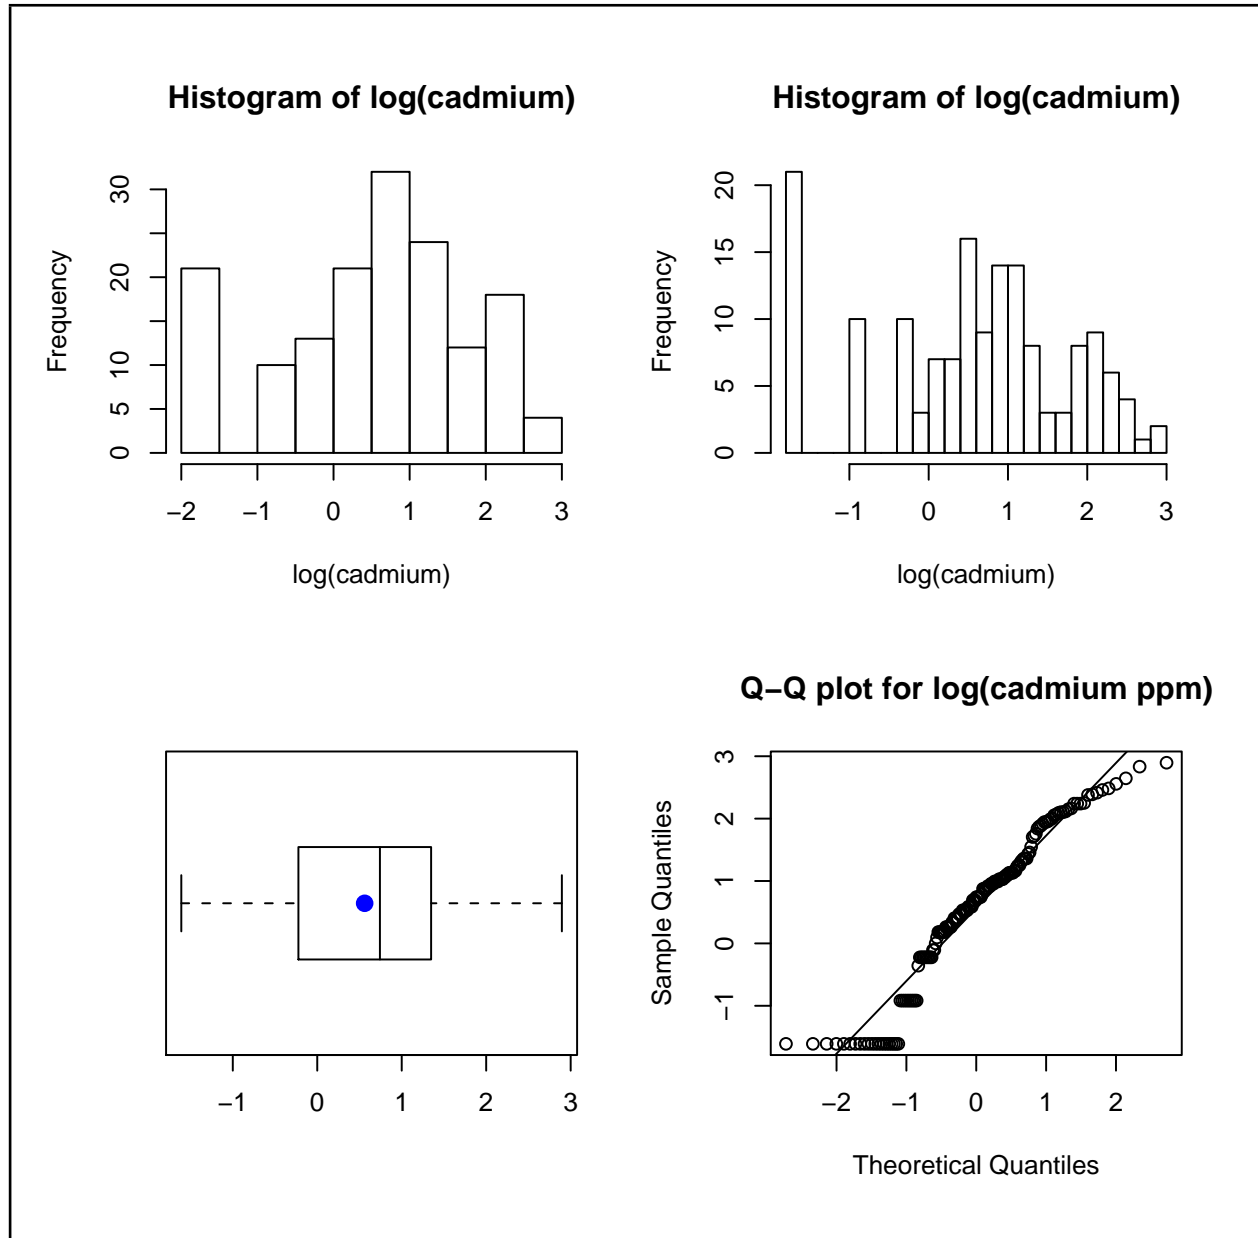 Histogram of log(cadmium)
Frequency
0 5 10 20 30
−2 −1 0 1 2 3
log(cadmium)
Histogram of log(cadmium)
Frequency
0 5 10 15 20
−1 0 1 2 3
log(cadmium)
−1 0 1 2 3
Q−Q plot for log(cadmium ppm)
Sample Quantiles
−1 0 1 2 3
−2 −1 0 1 2
Theoretical Quantiles